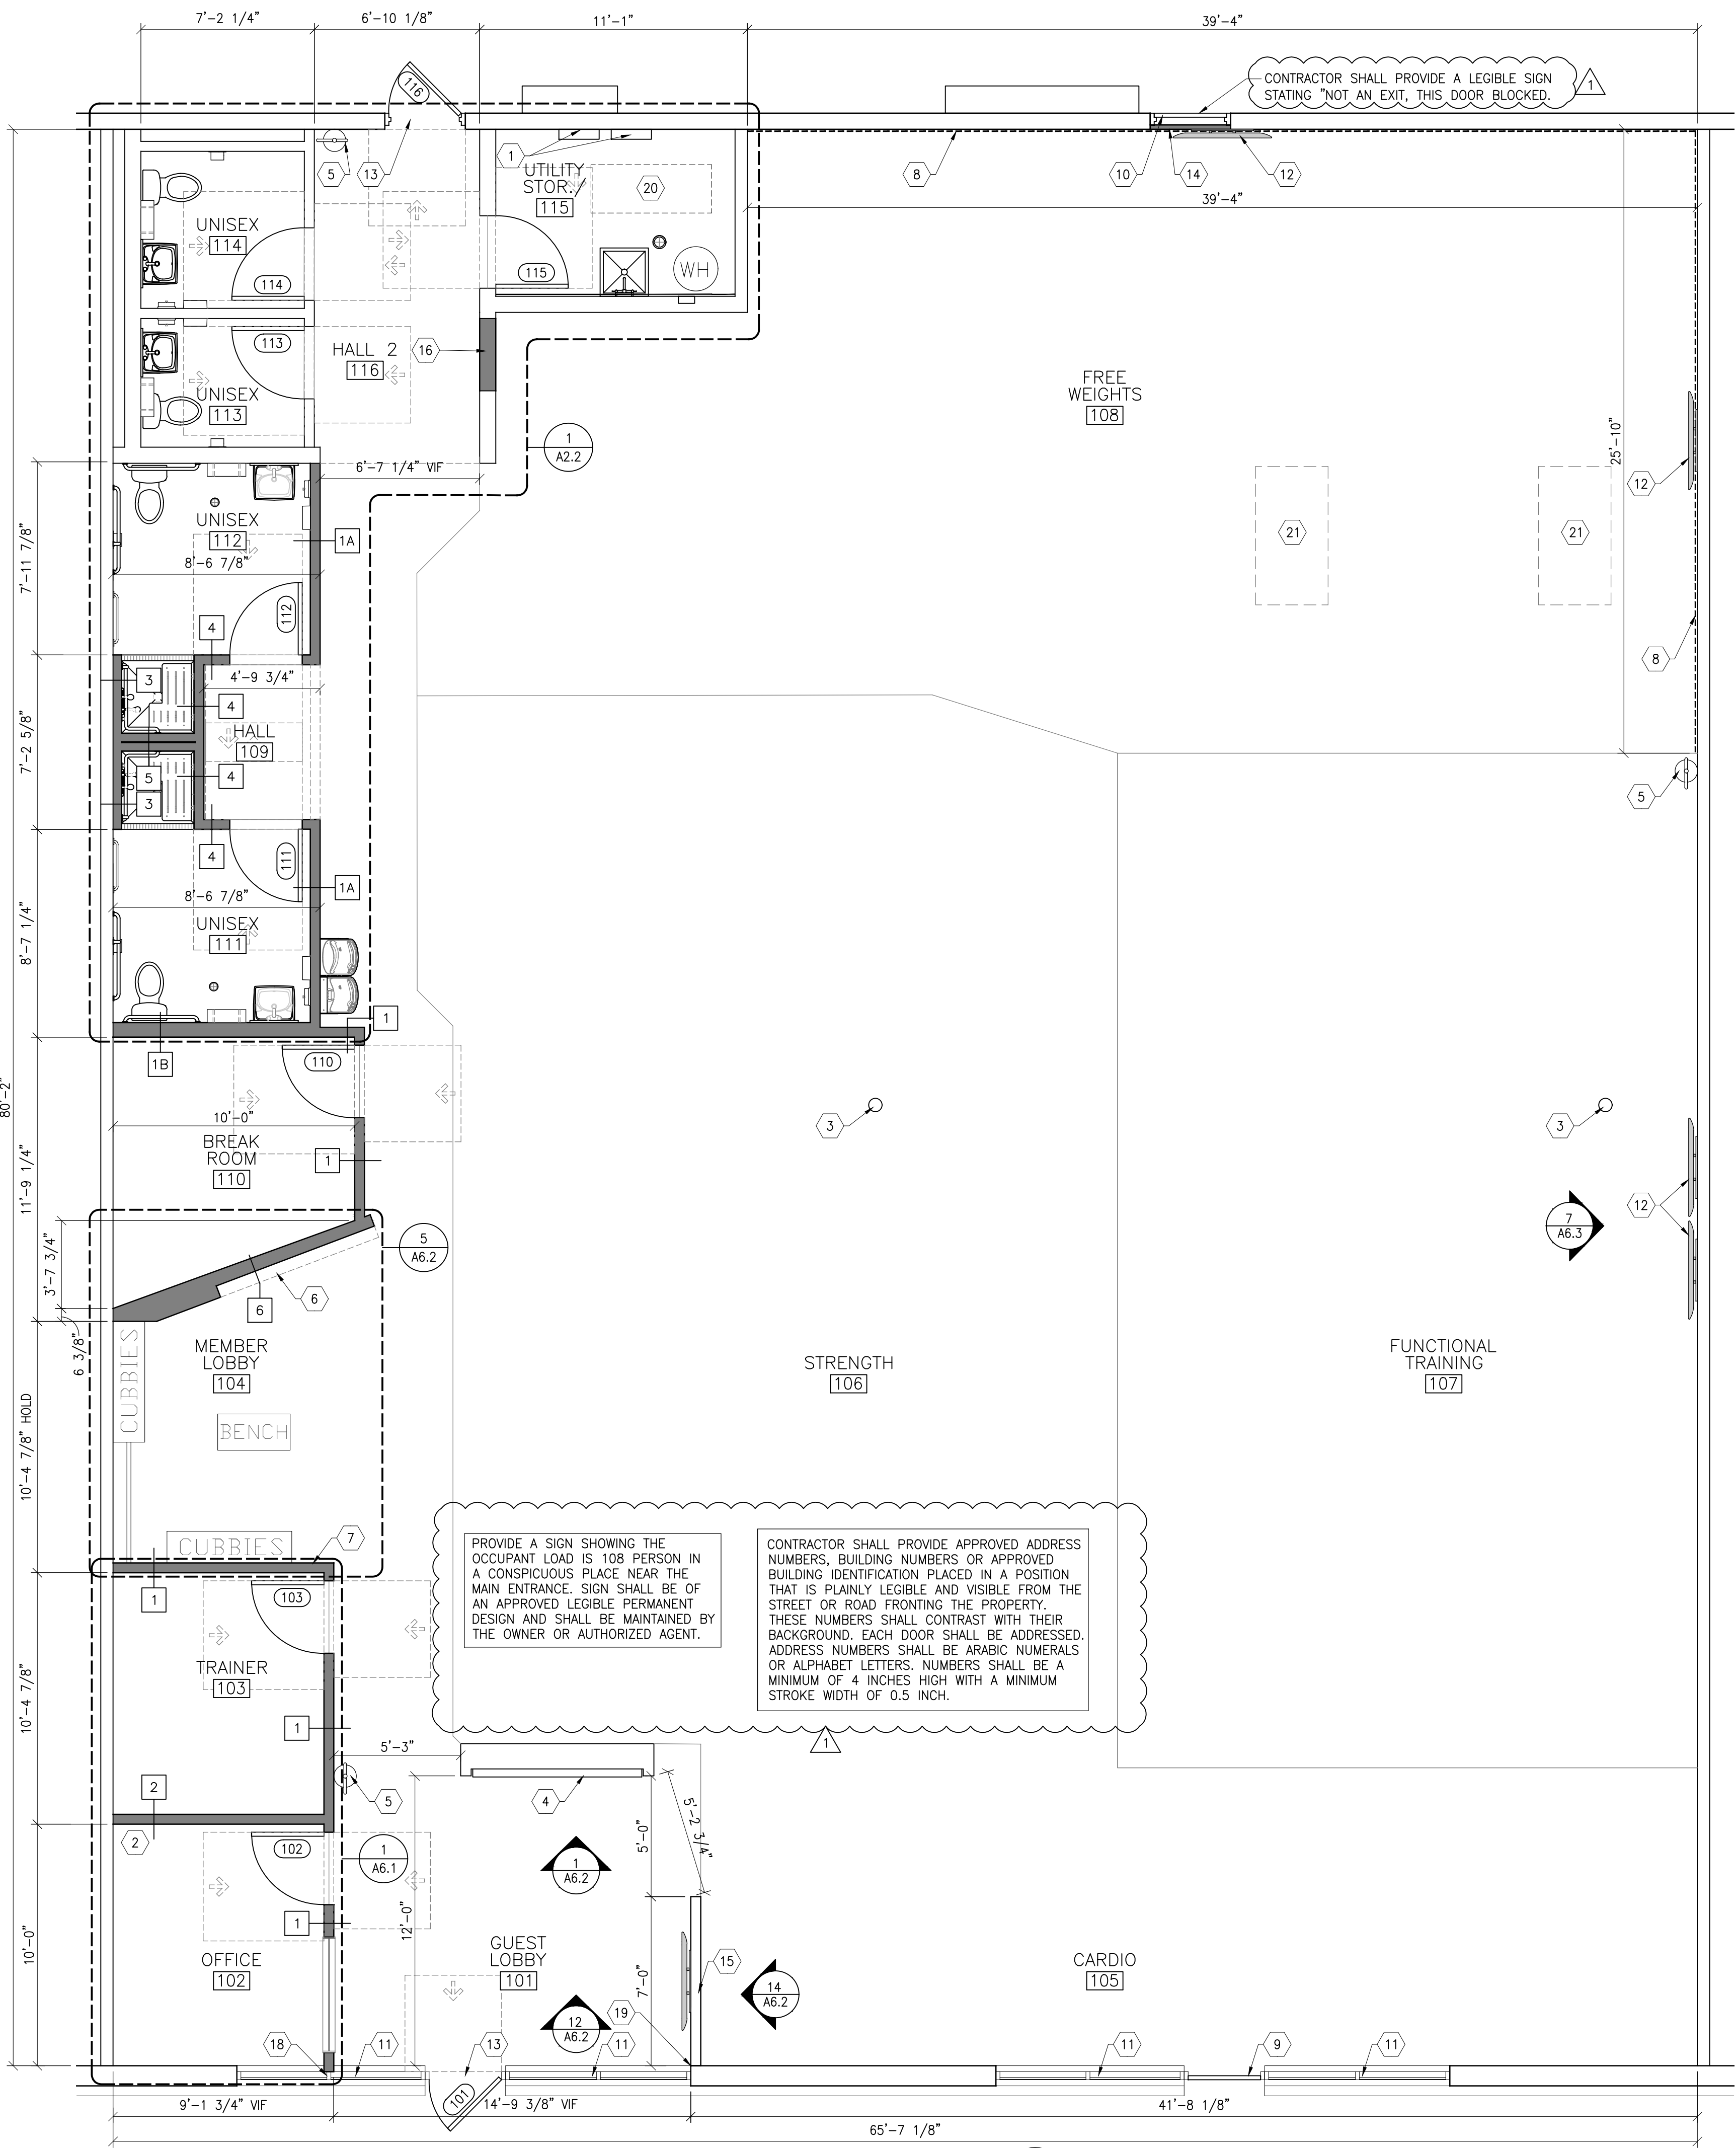 7'-2 1/4"
6'-10 1/8"
11'-1"
39'-4"
CONTRACTOR SHALL PROVIDE A LEGIBLE SIGN
STATING "NOT AN EXIT, THIS DOOR BLOCKED.
1
116
5
13
1
UTILITY
STOR./
115
20
8
10
14
12
39'-4"
UNISEX
114
114
115
WH
113
HALL 2
116
16
UNISEX
113
FREE
WEIGHTS
108
25'-10"
1
A2.2
6'-7 1/4" VIF
12
7'-11 7/8"
UNISEX
112
1A
21
21
8'-6 7/8"
112
4
8
3
4'-9 3/4"
4
7'-2 5/8"
HALL
109
5
4
3
5
4
111
1A
8'-6 7/8"
8'-7 1/4"
UNISEX
111
1
1B
110
80'-2"
10'-0"
3
3
BREAK
ROOM
110
1
11'-9 1/4"
12
7
A6.3
5
A6.2
3'-7 3/4"
6
6
6 3/8"
CUBBIES
MEMBER
LOBBY
104
STRENGTH
106
FUNCTIONAL
TRAINING
107
10'-4 7/8" HOLD
BENCH
CUBBIES
7
PROVIDE A SIGN SHOWING THE
OCCUPANT LOAD IS 108 PERSON IN
A CONSPICUOUS PLACE NEAR THE
MAIN ENTRANCE. SIGN SHALL BE OF
AN APPROVED LEGIBLE PERMANENT
DESIGN AND SHALL BE MAINTAINED BY
THE OWNER OR AUTHORIZED AGENT.
CONTRACTOR SHALL PROVIDE APPROVED ADDRESS
NUMBERS, BUILDING NUMBERS OR APPROVED
BUILDING IDENTIFICATION PLACED IN A POSITION
THAT IS PLAINLY LEGIBLE AND VISIBLE FROM THE
STREET OR ROAD FRONTING THE PROPERTY.
THESE NUMBERS SHALL CONTRAST WITH THEIR
BACKGROUND. EACH DOOR SHALL BE ADDRESSED.
ADDRESS NUMBERS SHALL BE ARABIC NUMERALS
OR ALPHABET LETTERS. NUMBERS SHALL BE A
MINIMUM OF 4 INCHES HIGH WITH A MINIMUM
STROKE WIDTH OF 0.5 INCH.
1
1
103
TRAINER
103
10'-4 7/8"
1
5'-3"
2
5
4
5'-2 3/4"
5'-0"
2
102
1
A6.1
1
A6.2
1
12'-0"
10'-0"
OFFICE
102
GUEST
LOBBY
101
7'-0"
15
14
A6.2
CARDIO
105
12
A6.2
19
18
11
13
11
11
9
11
101
9'-1 3/4" VIF
14'-9 3/8" VIF
41'-8 1/8"
65'-7 1/8"